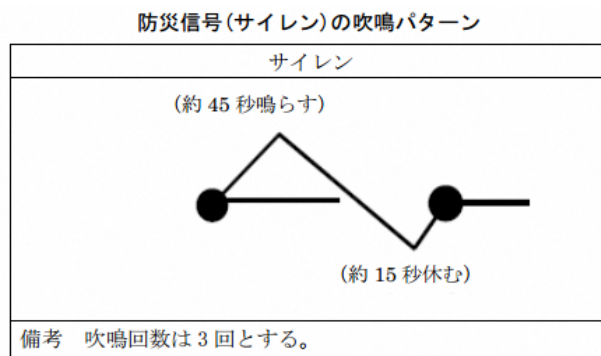 防災信号(サイレン)の吹鳴パターン
サイレン
(約 45 秒鳴らす)
(約 15 秒休む)
備考　吹鳴回数は 3 回とする。